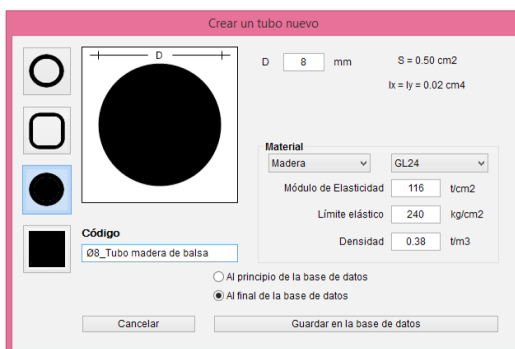 Crear un tubo nuevo
D
D 8 mm S = 0.50 cm2
Ix = Iy = 0.02 cm4
Material
Madera GL24
Módulo de Elasticidad 116 t/cm2
Límite elástico 240 kg/cm2
Densidad 0.38 t/m3
Código
Ø8_Tubo madera de balsa
Al principio de la base de datos
Al final de la base de datos
Cancelar Guardar en la base de datos